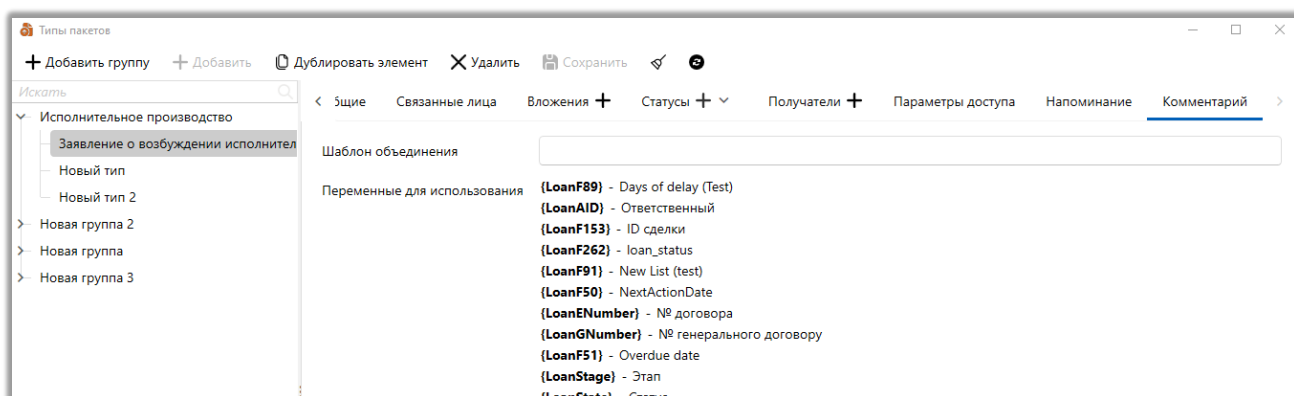 Типы пакетов
Добавить группу Добавить Дублировать элемент Удалить Сохранить
Искать
бщие Связанные лица Вложения Статусы Получатели Параметры доступа Напоминание Комментарий
Исполнительное производство
Заявление о возбуждении исполнител
Новый тип
Новый тип 2
Новая группа 2
Новая группа
Новая группа 3
Шаблон объединения
Переменные для использования
{LoanF89} - Days of delay (Test)
{LoanAID} - Ответственный
{LoanF153} - ID сделки
{LoanF262} - loan_status
{LoanF91} - New List (test)
{LoanF50} - NextActionDate
{LoanENumber} - № договора
{LoanGNumber} - № генерального договору
{LoanF51} - Overdue date
{LoanStage} - Этап